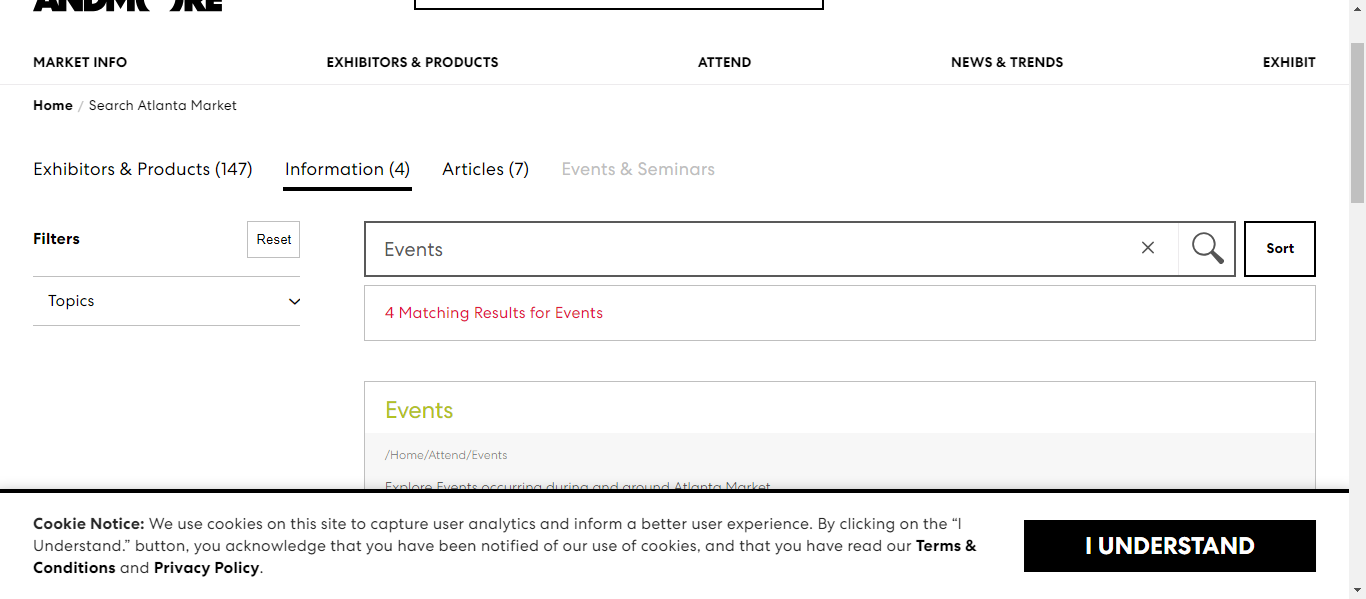 ANDMORE
MARKET INFO
EXHIBITORS & PRODUCTS
ATTEND
NEWS & TRENDS
EXHIBIT
Home / Search Atlanta Market
Exhibitors & Products (147)
Information (4)
Articles (7)
Events & Seminars
Filters
Reset
Topics
Events
Sort
4 Matching Results for Events
Events
/Home/Attend/Events
Explore Events occurring during and around Atlanta Market
Cookie Notice: We use cookies on this site to capture user analytics and inform a better user experience. By clicking on the “I
Understand.” button, you acknowledge that you have been notified of our use of cookies, and that you have read our Terms &
Conditions and Privacy Policy.
I UNDERSTAND